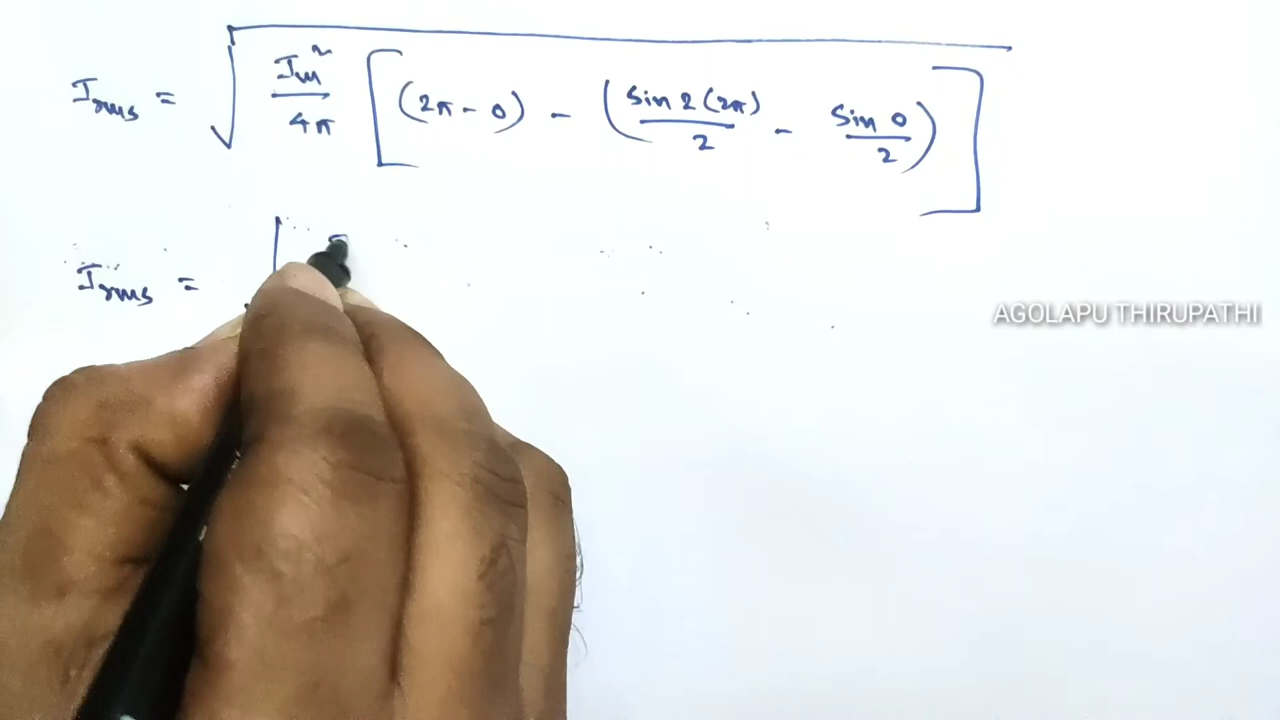 Irms = √ Im² / 4π [ (2π - 0) - ( sin 2(2π) / 2 - sin 0 / 2 ) ]
Irms =
AGOLAPU THIRUPATHI